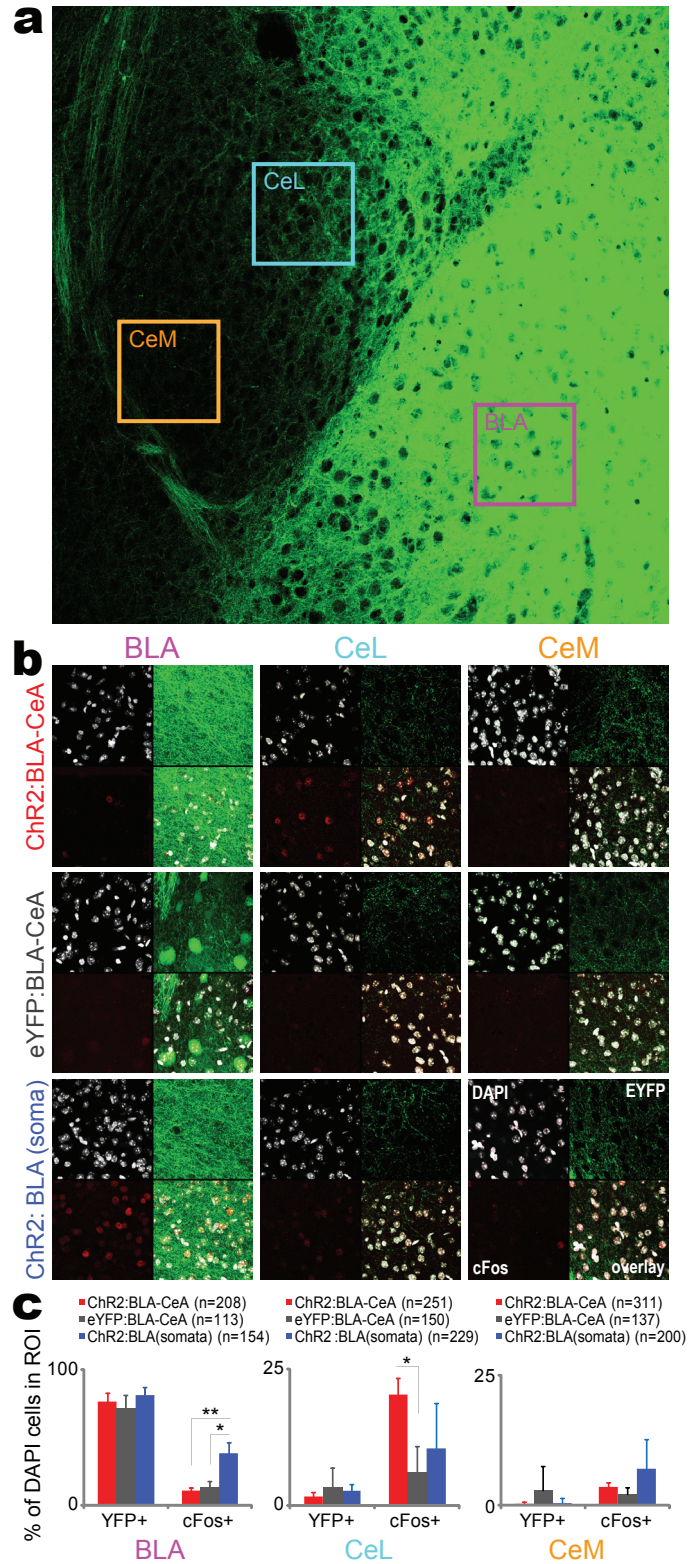 a
CeL
CeM
BLA
b
BLA CeL CeM
ChR2:BLA-CeA
eYFP:BLA-CeA
ChR2: BLA (soma)
DAPI EYFP
cFos overlay
c
ChR2:BLA-CeA (n=208)
eYFP:BLA-CeA (n=113)
ChR2:BLA(somata) (n=154)
ChR2:BLA-CeA (n=251)
eYFP:BLA-CeA (n=150)
ChR2 :BLA(somata) (n=229)
ChR2:BLA-CeA (n=311)
eYFP:BLA-CeA (n=137)
ChR2:BLA(somata) (n=200)
% of DAPI cells in ROI
100
**
*
0
YFP+ cFos+
BLA
25
*
0
YFP+ cFos+
CeL
25
0
YFP+ cFos+
CeM